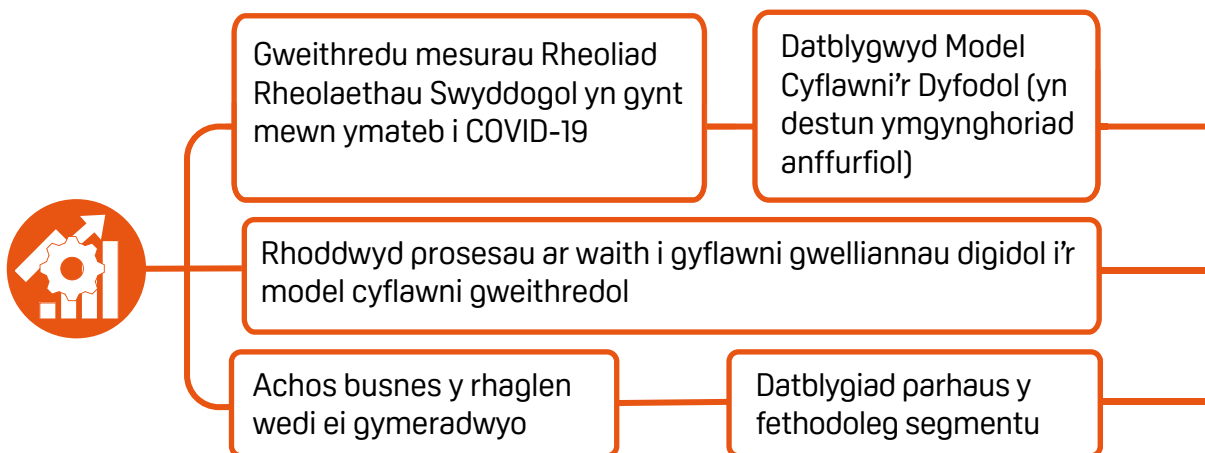 Gweithredu mesurau Rheoliad
Rheolaethau Swyddogol yn gynt
mewn ymateb i COVID-19
Datblygwyd Model
Cyflawni'r Dyfodol (yn
destun ymgynghoriad
anffurfiol)
Rhoddwyd prosesau ar waith i gyflawni gwelliannau digidol i'r
model cyflawni gweithredol
Achos busnes y rhaglen
wedi ei gymeradwyo
Datblygiad parhaus y
fethodoleg segmentu